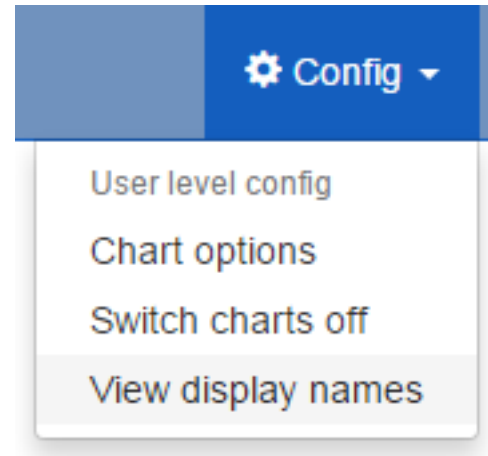 Config
User level config
Chart options
Switch charts off
View display names